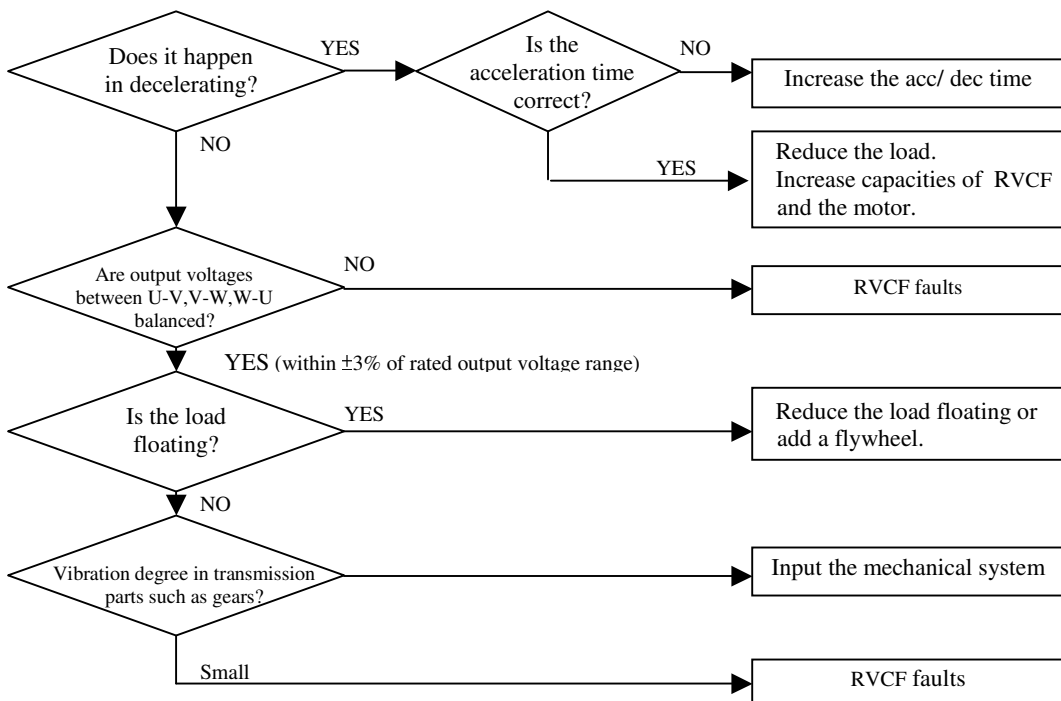 Does it happen
in decelerating?
YES
Is the
acceleration time
correct?
NO
Increase the acc/ dec time
NO
YES
Reduce the load.
Increase capacities of RVCF
and the motor.
Are output voltages
between U-V,V-W,W-U
balanced?
NO
RVCF faults
YES (within ±3% of rated output voltage range)
Is the load
floating?
YES
Reduce the load floating or
add a flywheel.
NO
Vibration degree in transmission
parts such as gears?
Input the mechanical system
Small
RVCF faults